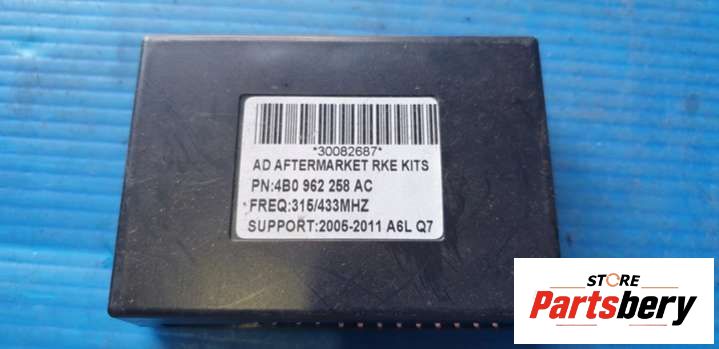 *30082687*
AD AFTERMARKET RKE KITS
PN:4B0 962 258 AC
FREQ:315/433MHZ
SUPPORT:2005-2011 A6L Q7
STORE
Partsbery